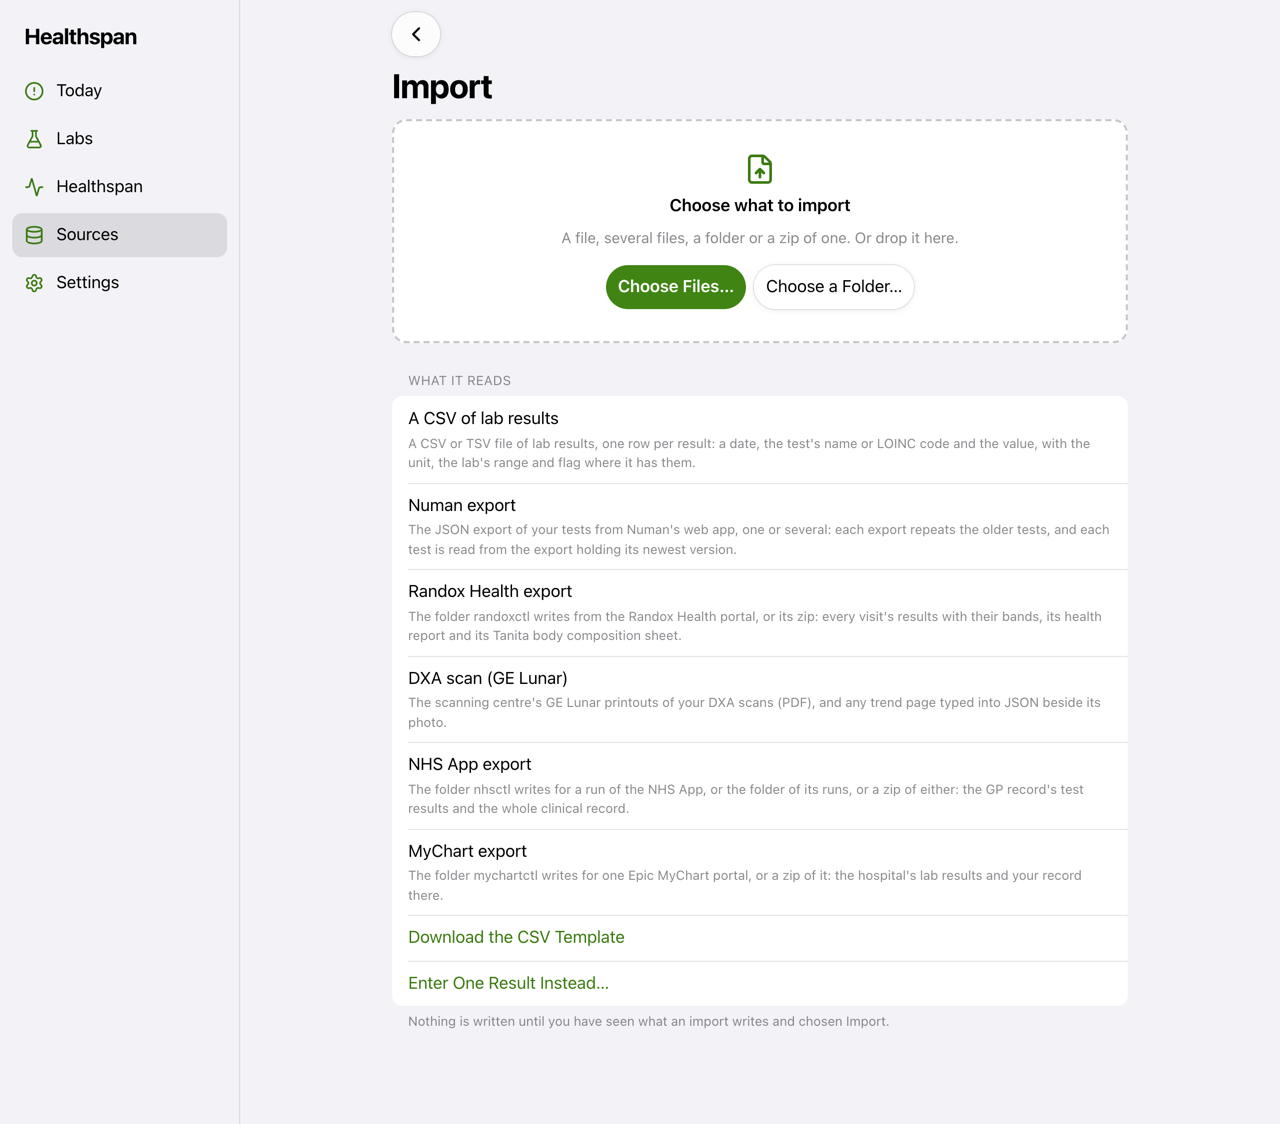 Healthspan
Today
Labs
Healthspan
Sources
Settings
Import
Choose what to import
A file, several files, a folder or a zip of one. Or drop it here.
Choose Files...
Choose a Folder...
WHAT IT READS
A CSV of lab results
A CSV or TSV file of lab results, one row per result: a date, the test's name or LOINC code and the value, with the
unit, the lab's range and flag where it has them.
Numan export
The JSON export of your tests from Numan's web app, one or several: each export repeats the older tests, and each
test is read from the export holding its newest version.
Randox Health export
The folder randoxctl writes from the Randox Health portal, or its zip: every visit's results with their bands, its health
report and its Tanita body composition sheet.
DXA scan (GE Lunar)
The scanning centre's GE Lunar printouts of your DXA scans (PDF), and any trend page typed into JSON beside its
photo.
NHS App export
The folder nhsctl writes for a run of the NHS App, or the folder of its runs, or a zip of either: the GP record's test
results and the whole clinical record.
MyChart export
The folder mychartctl writes for one Epic MyChart portal, or a zip of it: the hospital's lab results and your record
there.
Download the CSV Template
Enter One Result Instead...
Nothing is written until you have seen what an import writes and chosen Import.